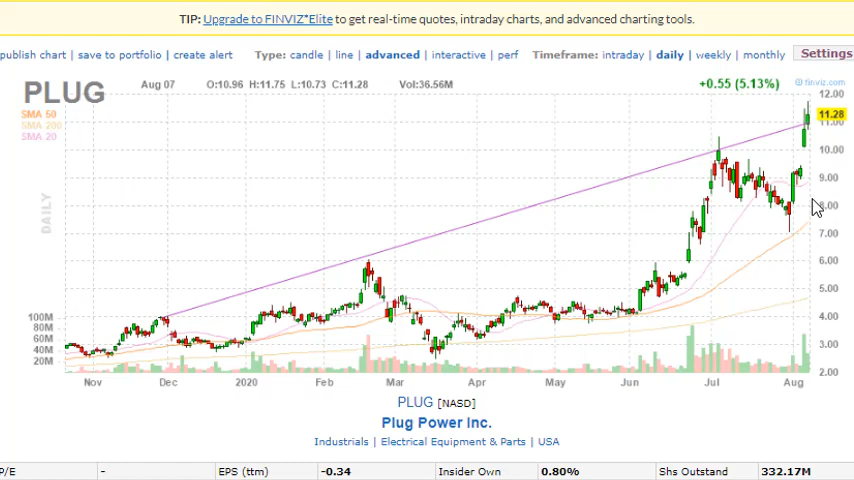 TIP: Upgrade to FINVIZ*Elite to get real-time quotes, intraday charts, and advanced charting tools.
publish chart | save to portfolio | create alert Type: candle | line | advanced | interactive | perf Timeframe: intraday | daily | weekly | monthly Settings
PLUG Aug 07 O:10.96 H:11.75 L:10.73 C:11.28 Vol:36.56M +0.55 (5.13%) © finviz.com
SMA 50
SMA 200
SMA 20
DAILY
12.00
11.28
11.00
10.00
9.00
8.00
7.00
6.00
5.00
100M 4.00
80M
60M 3.00
40M
20M 2.00
Nov Dec 2020 Feb Mar Apr May Jun Jul Aug
PLUG [NASD]
Plug Power Inc.
Industrials | Electrical Equipment & Parts | USA
P/E - EPS (ttm) -0.34 Insider Own 0.80% Shs Outstand 332.17M